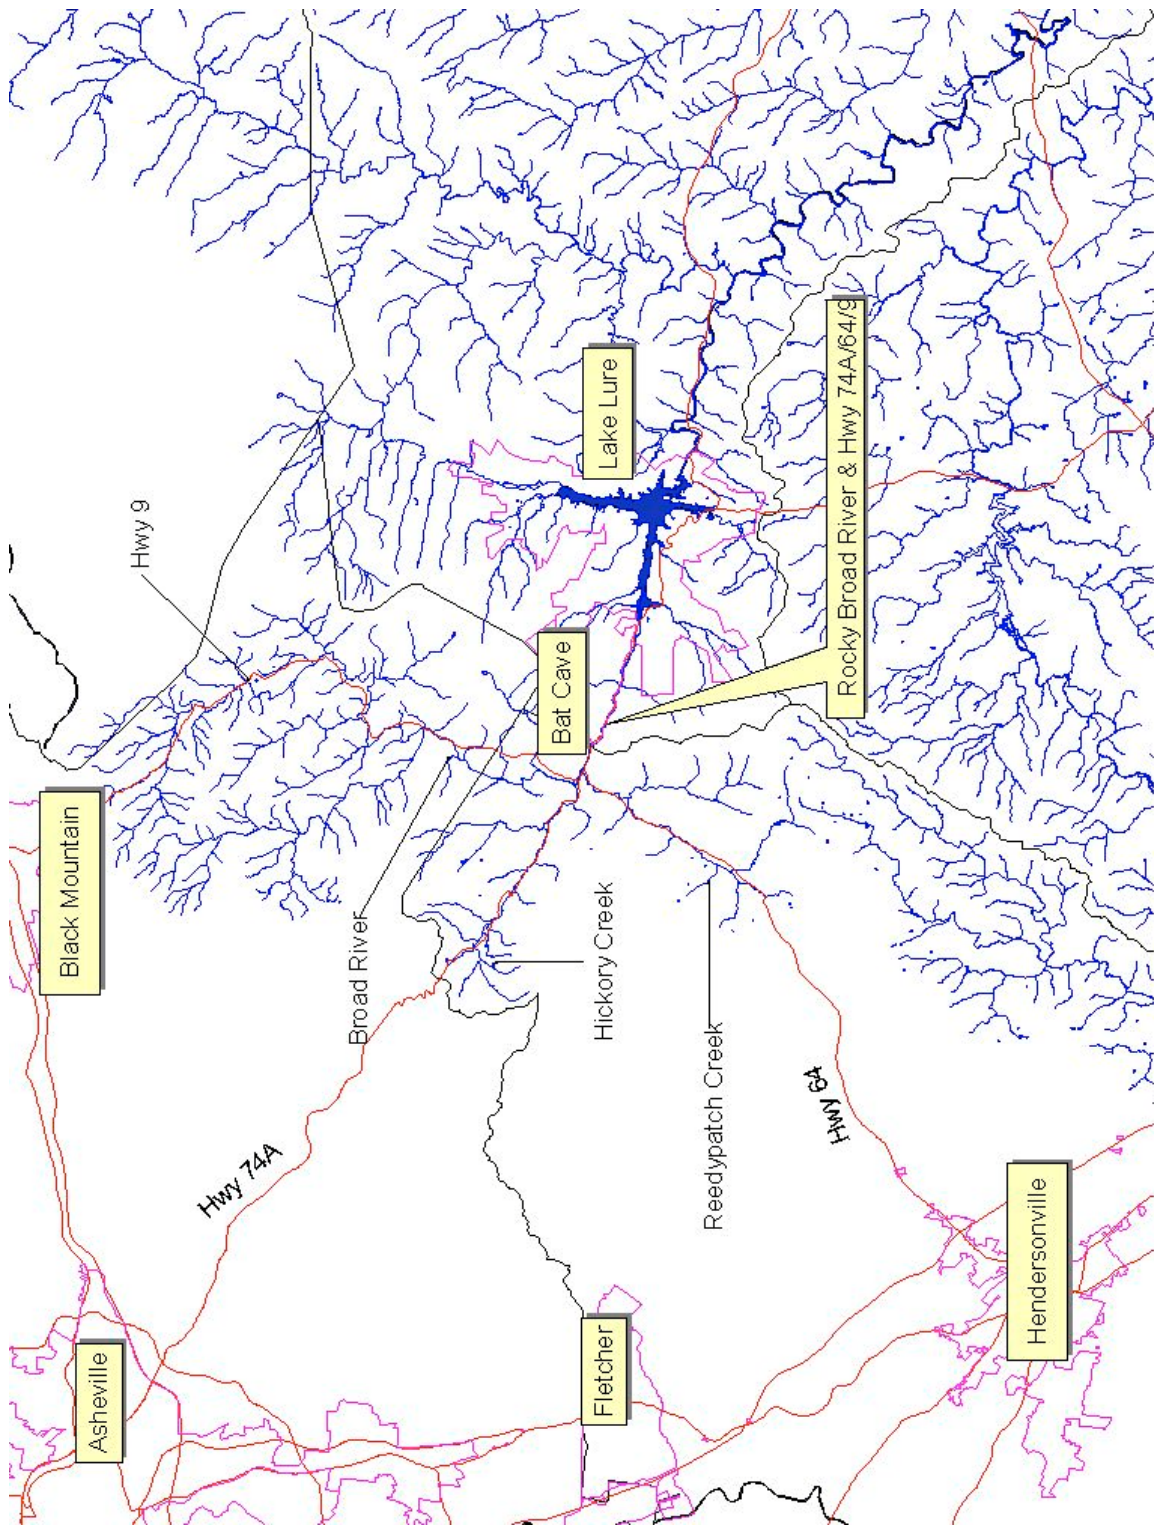 Asheville
Black Mountain
Hwy 9
Hwy 74A
Broad River
Fletcher
Hickory Creek
Bat Cave
Lake Lure
Reedypatch Creek
Hwy 64
Rocky Broad River & Hwy 74A/64/9
Hendersonville